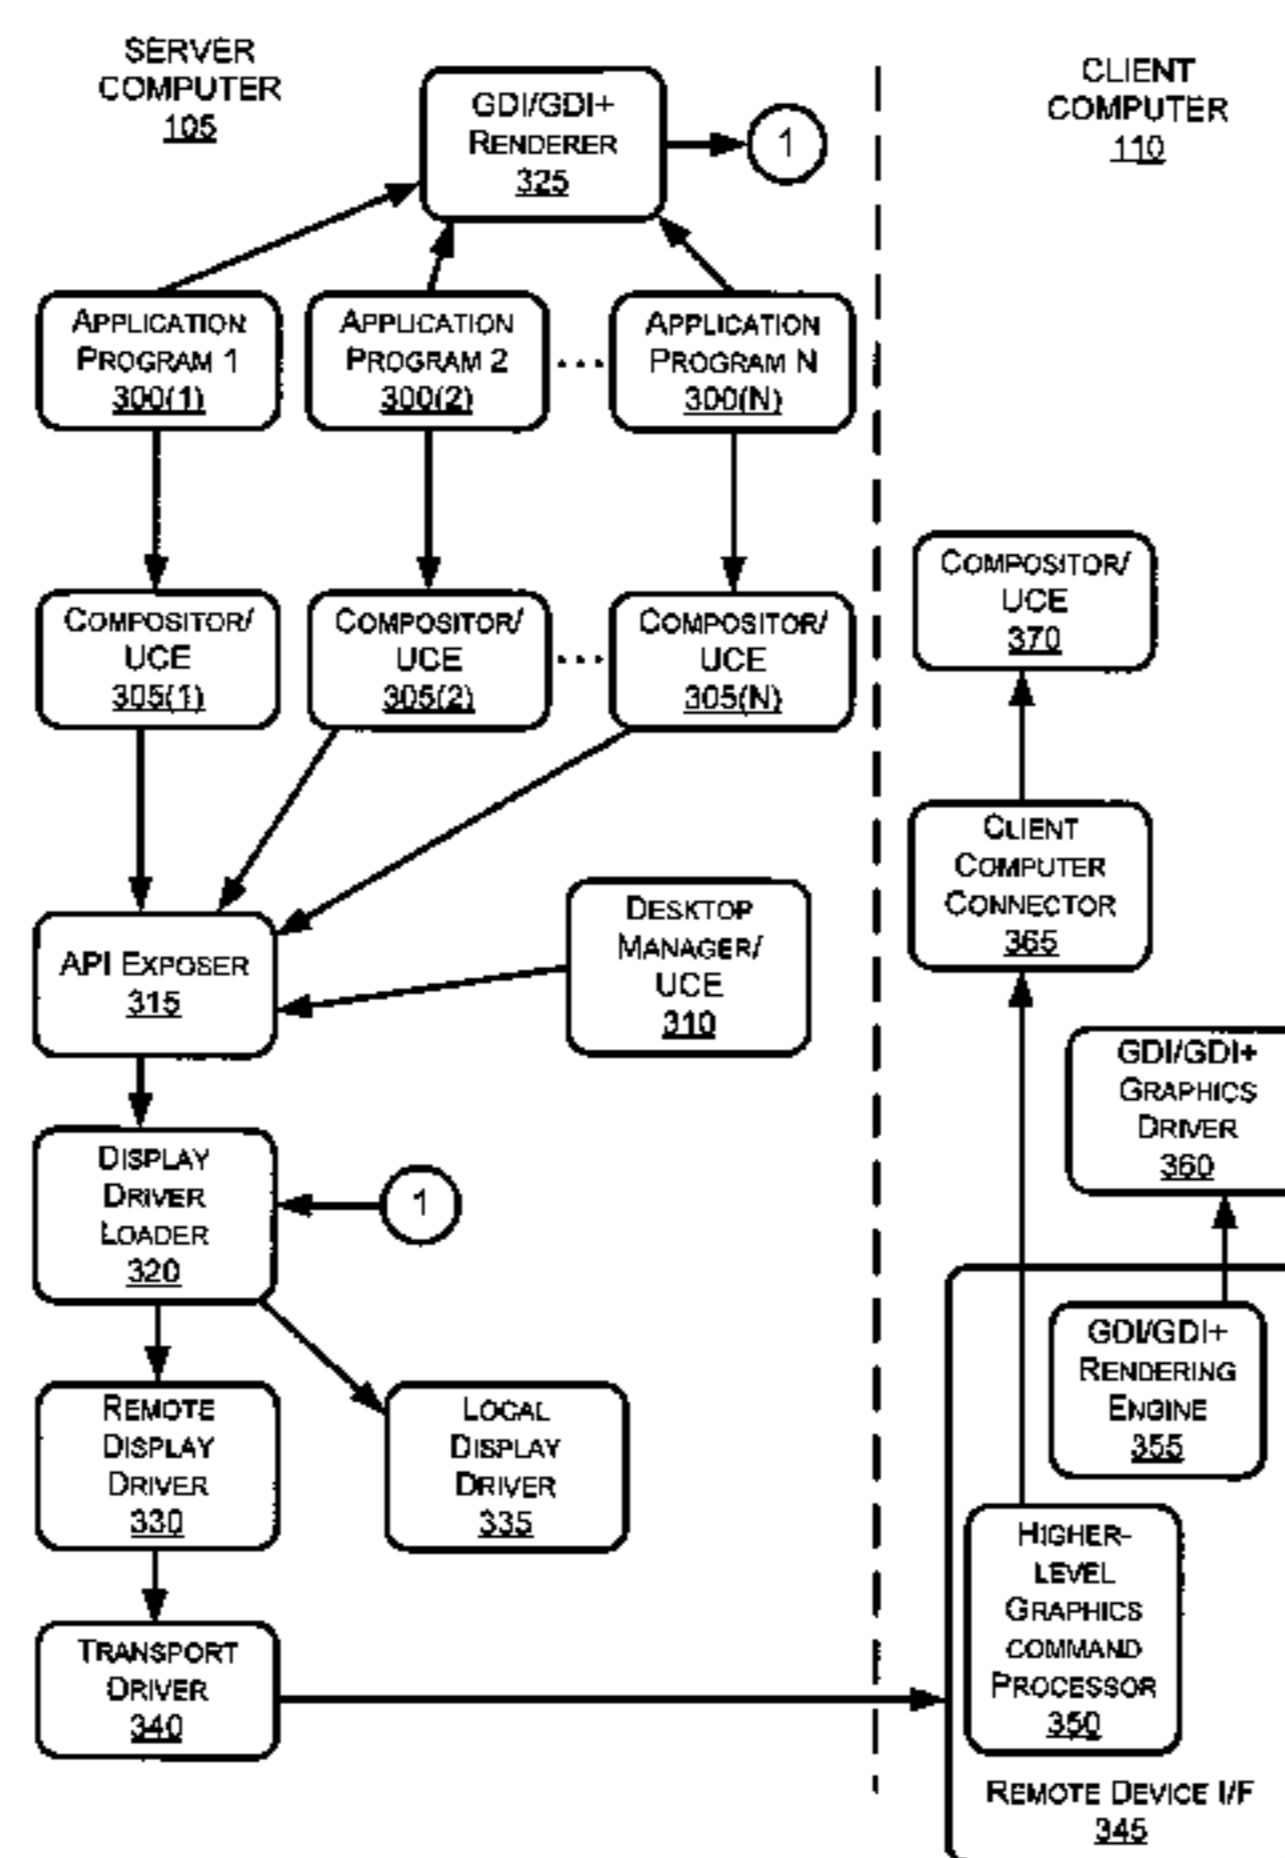 SERVER
COMPUTER
105
CLIENT
COMPUTER
110
GDI/GDI+
RENDERER
325
1
APPLICATION
PROGRAM 1
300(1)
APPLICATION
PROGRAM 2
300(2)
...
APPLICATION
PROGRAM N
300(N)
COMPOSITOR/
UCE
305(1)
COMPOSITOR/
UCE
305(2)
...
COMPOSITOR/
UCE
305(N)
COMPOSITOR/
UCE
370
CLIENT
COMPUTER
CONNECTOR
365
DESKTOP
MANAGER/
UCE
310
API EXPOSER
315
GDI/GDI+
GRAPHICS
DRIVER
360
DISPLAY
DRIVER
LOADER
320
1
GDI/GDI+
RENDERING
ENGINE
355
REMOTE
DISPLAY
DRIVER
330
LOCAL
DISPLAY
DRIVER
335
HIGHER-
LEVEL
GRAPHICS
COMMAND
PROCESSOR
350
TRANSPORT
DRIVER
340
REMOTE DEVICE I/F
345